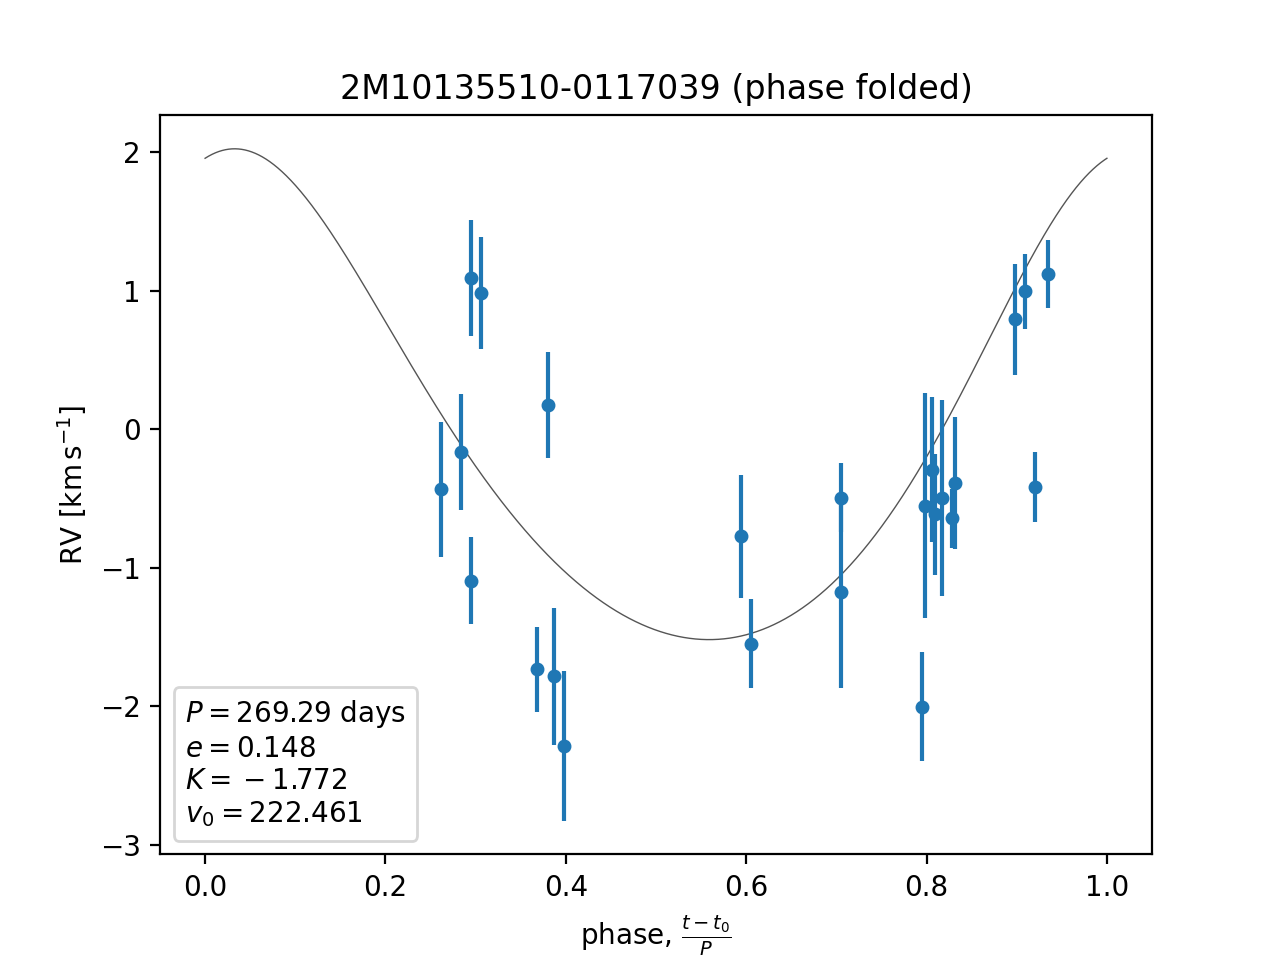 2M10135510-0117039 (phase folded)
RV [km s⁻¹]
2
1
0
−1
−2
−3
P = 269.29 days
e = 0.148
K = −1.772
v₀ = 222.461
0.0 0.2 0.4 0.6 0.8 1.0
phase, (t − t₀)/P